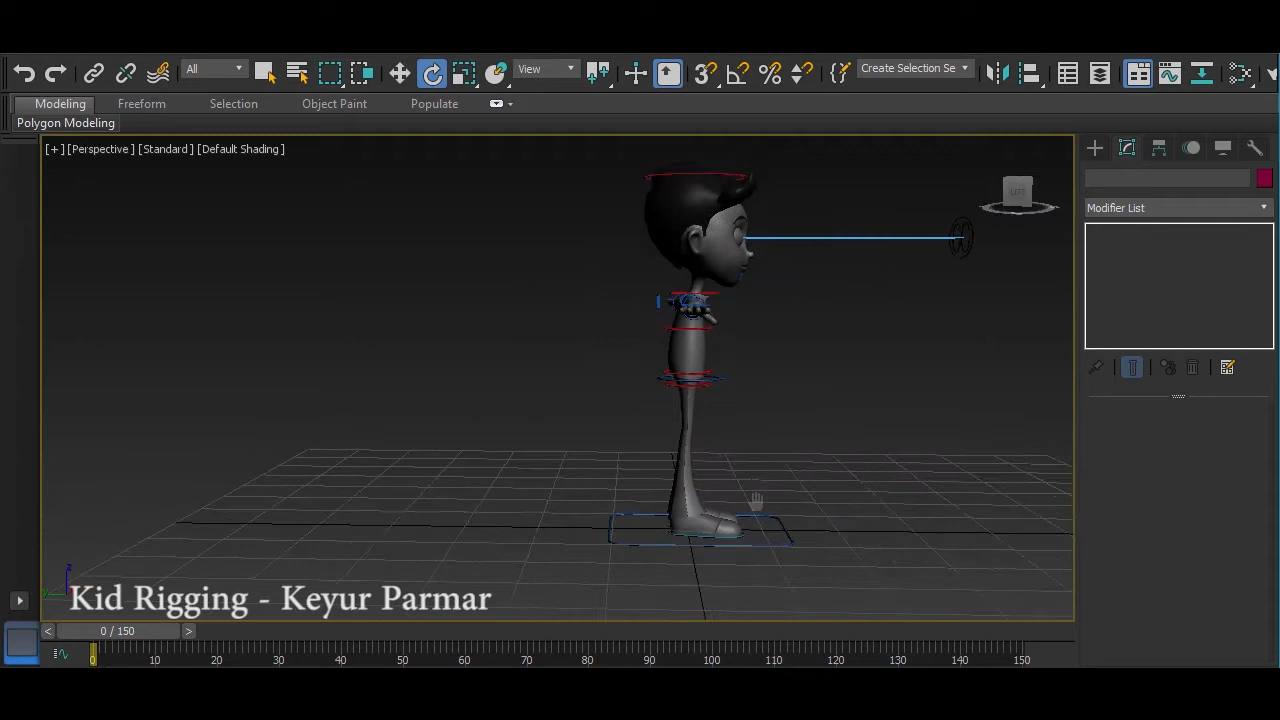 All
View
3
Create Selection Se
Modeling
Freeform
Selection
Object Paint
Populate
Polygon Modeling
[+] [Perspective ] [Standard ] [Default Shading ]
LEFT
Modifier List
z
y
Kid Rigging - Keyur Parmar
< 0 / 150 >
0 10 20 30 40 50 60 70 80 90 100 110 120 130 140 150